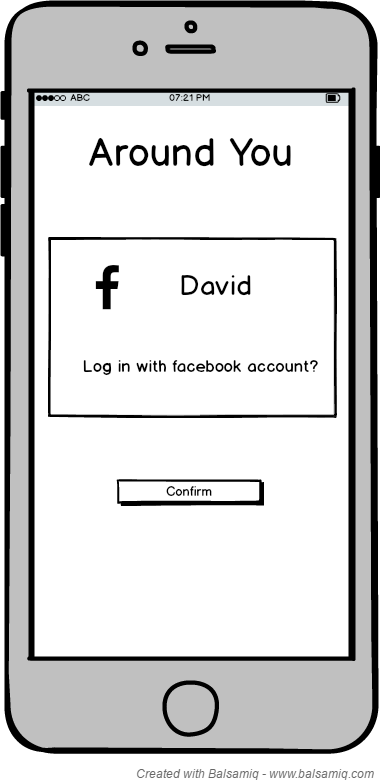 ABC 07:21 PM
Around You
f David
Log in with facebook account?
Confirm
Created with Balsamiq - www.balsamiq.com